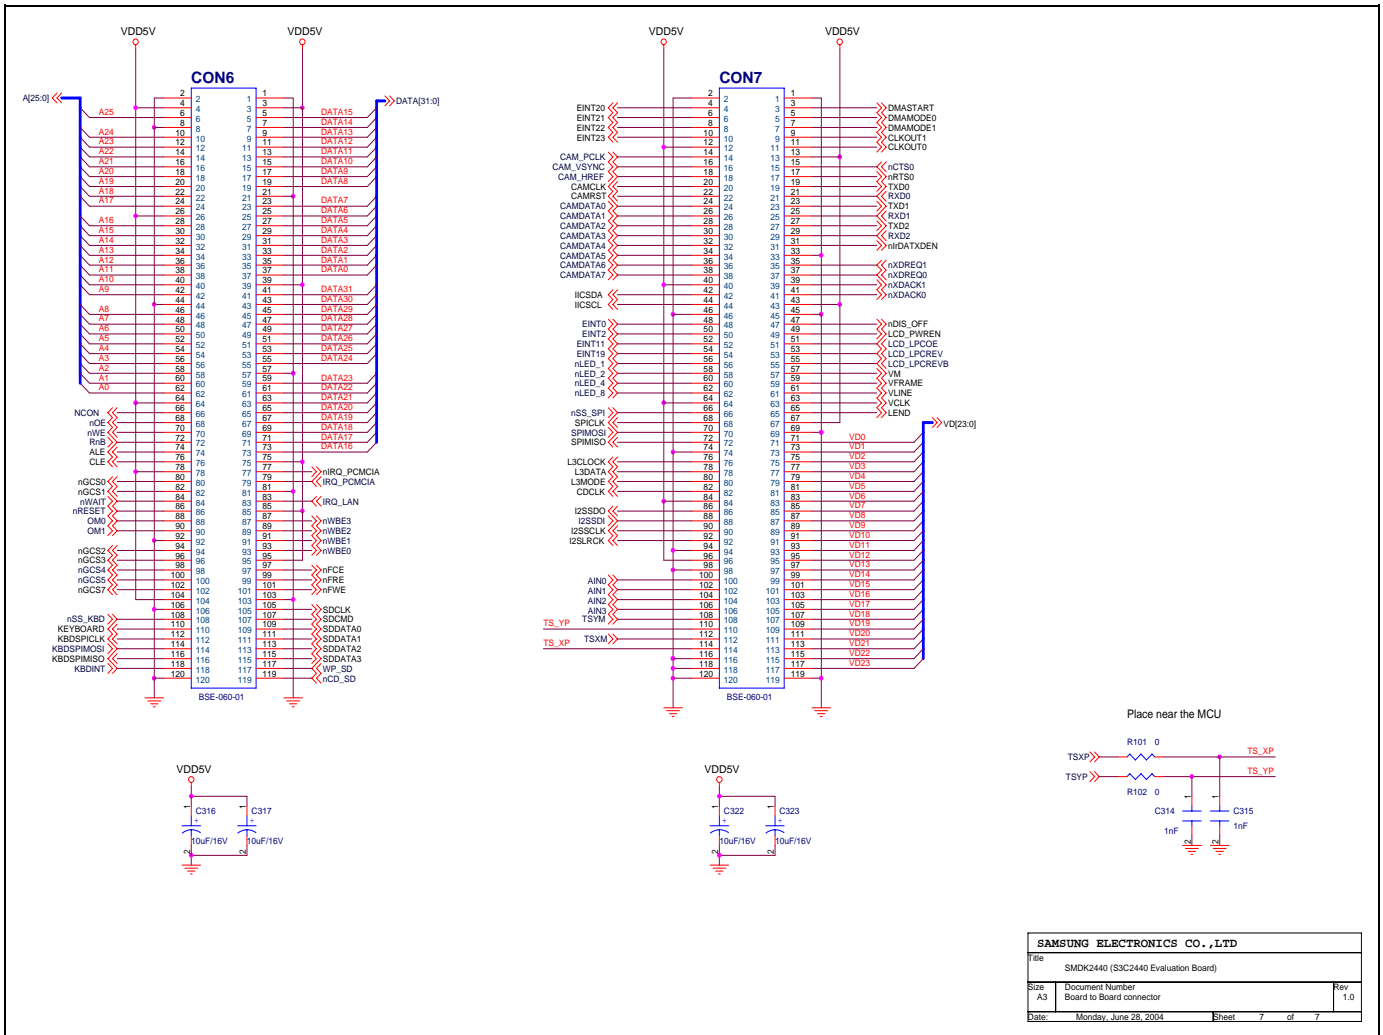 VDD5V
VDD5V
VDD5V
VDD5V
CON6
CON7
A[25:0]
DATA[31:0]
A25
A24
A23
A22
A21
A20
A19
A18
A17
A16
A15
A14
A13
A12
A11
A10
A9
A8
A7
A6
A5
A4
A3
A2
A1
A0
NCON
nOE
nWE
RnB
ALE
CLE
nGCS0
nGCS1
nWAIT
nRESET
OM0
OM1
nGCS2
nGCS3
nGCS4
nGCS5
nGCS7
nSS_KBD
KEYBOARD
KBDSPICLK
KBDSPIMOSI
KBDSPIMISO
KBDINT
DATA15
DATA14
DATA13
DATA12
DATA11
DATA10
DATA9
DATA8
DATA7
DATA6
DATA5
DATA4
DATA3
DATA2
DATA1
DATA0
DATA31
DATA30
DATA29
DATA28
DATA27
DATA26
DATA25
DATA24
DATA23
DATA22
DATA21
DATA20
DATA19
DATA18
DATA17
DATA16
nIRQ_PCMCIA
IRQ_PCMCIA
IRQ_LAN
nWBE3
nWBE2
nWBE1
nWBE0
nFCE
nFRE
nFWE
SDCLK
SDCMD
SDDATA0
SDDATA1
SDDATA2
SDDATA3
WP_SD
nCD_SD
BSE-060-01
EINT20
EINT21
EINT22
EINT23
CAM_PCLK
CAM_VSYNC
CAM_HREF
CAMCLK
CAMRST
CAMDATA0
CAMDATA1
CAMDATA2
CAMDATA3
CAMDATA4
CAMDATA5
CAMDATA6
CAMDATA7
IICSDA
IICSCL
EINT0
EINT2
EINT11
EINT19
nLED_1
nLED_2
nLED_4
nLED_8
nSS_SPI
SPICLK
SPIMOSI
SPIMISO
L3CLOCK
L3DATA
L3MODE
CDCLK
I2SSDO
I2SSDI
I2SSCLK
I2SLRCK
AIN0
AIN1
AIN2
AIN3
TSYM
TS_YP
TSXM
TS_XP
DMASTART
DMAMODE0
DMAMODE1
CLKOUT1
CLKOUT0
nCTS0
nRTS0
TXD0
RXD0
TXD1
RXD1
TXD2
RXD2
nIrDATXDEN
nXDREQ1
nXDREQ0
nXDACK1
nXDACK0
nDIS_OFF
LCD_PWREN
LCD_LPCOE
LCD_LPCREV
LCD_LPCREVB
VM
VFRAME
VLINE
VCLK
LEND
VD[23:0]
VD0
VD1
VD2
VD3
VD4
VD5
VD6
VD7
VD8
VD9
VD10
VD11
VD12
VD13
VD14
VD15
VD16
VD17
VD18
VD19
VD20
VD21
VD22
VD23
BSE-060-01
Place near the MCU
TSXP
R101 0
TS_XP
TSYP
R102 0
TS_YP
C314
1nF
C315
1nF
VDD5V
C316
10uF/16V
C317
10uF/16V
VDD5V
C322
10uF/16V
C323
10uF/16V
SAMSUNG ELECTRONICS CO.,LTD
Title
SMDK2440 (S3C2440 Evaluation Board)
Size Document Number Rev
A3 Board to Board connector 1.0
Date: Monday, June 28, 2004 Sheet 7 of 7